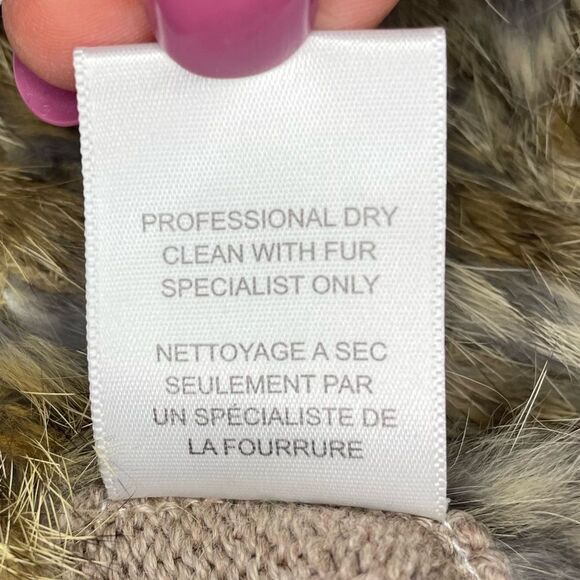 PROFESSIONAL DRY
CLEAN WITH FUR
SPECIALIST ONLY
NETTOYAGE A SEC
SEULEMENT PAR
UN SPÉCIALISTE DE
LA FOURRURE